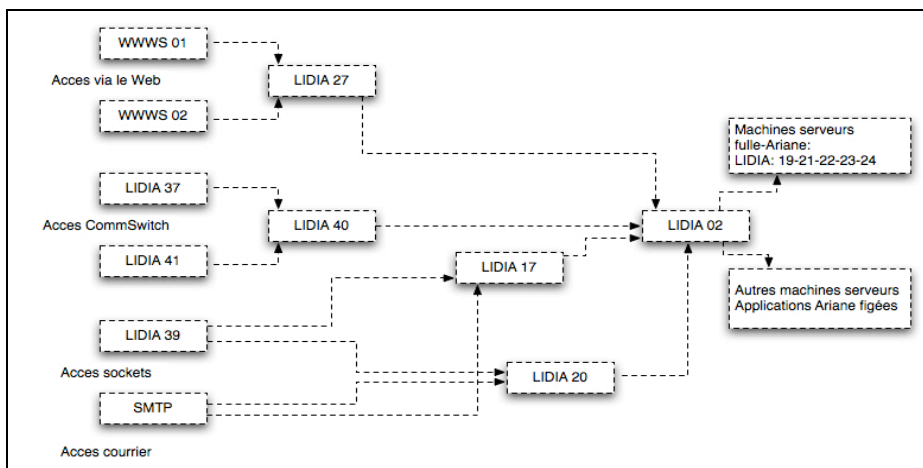 WWWS 01
Acces via le Web
LIDIA 27
WWWS 02
Machines serveurs
fulle-Ariane:
LIDIA: 19-21-22-23-24
LIDIA 37
Acces CommSwitch
LIDIA 40
LIDIA 02
LIDIA 41
LIDIA 17
Autres machines serveurs
Applications Ariane figées
LIDIA 39
Acces sockets
LIDIA 20
SMTP
Acces courrier